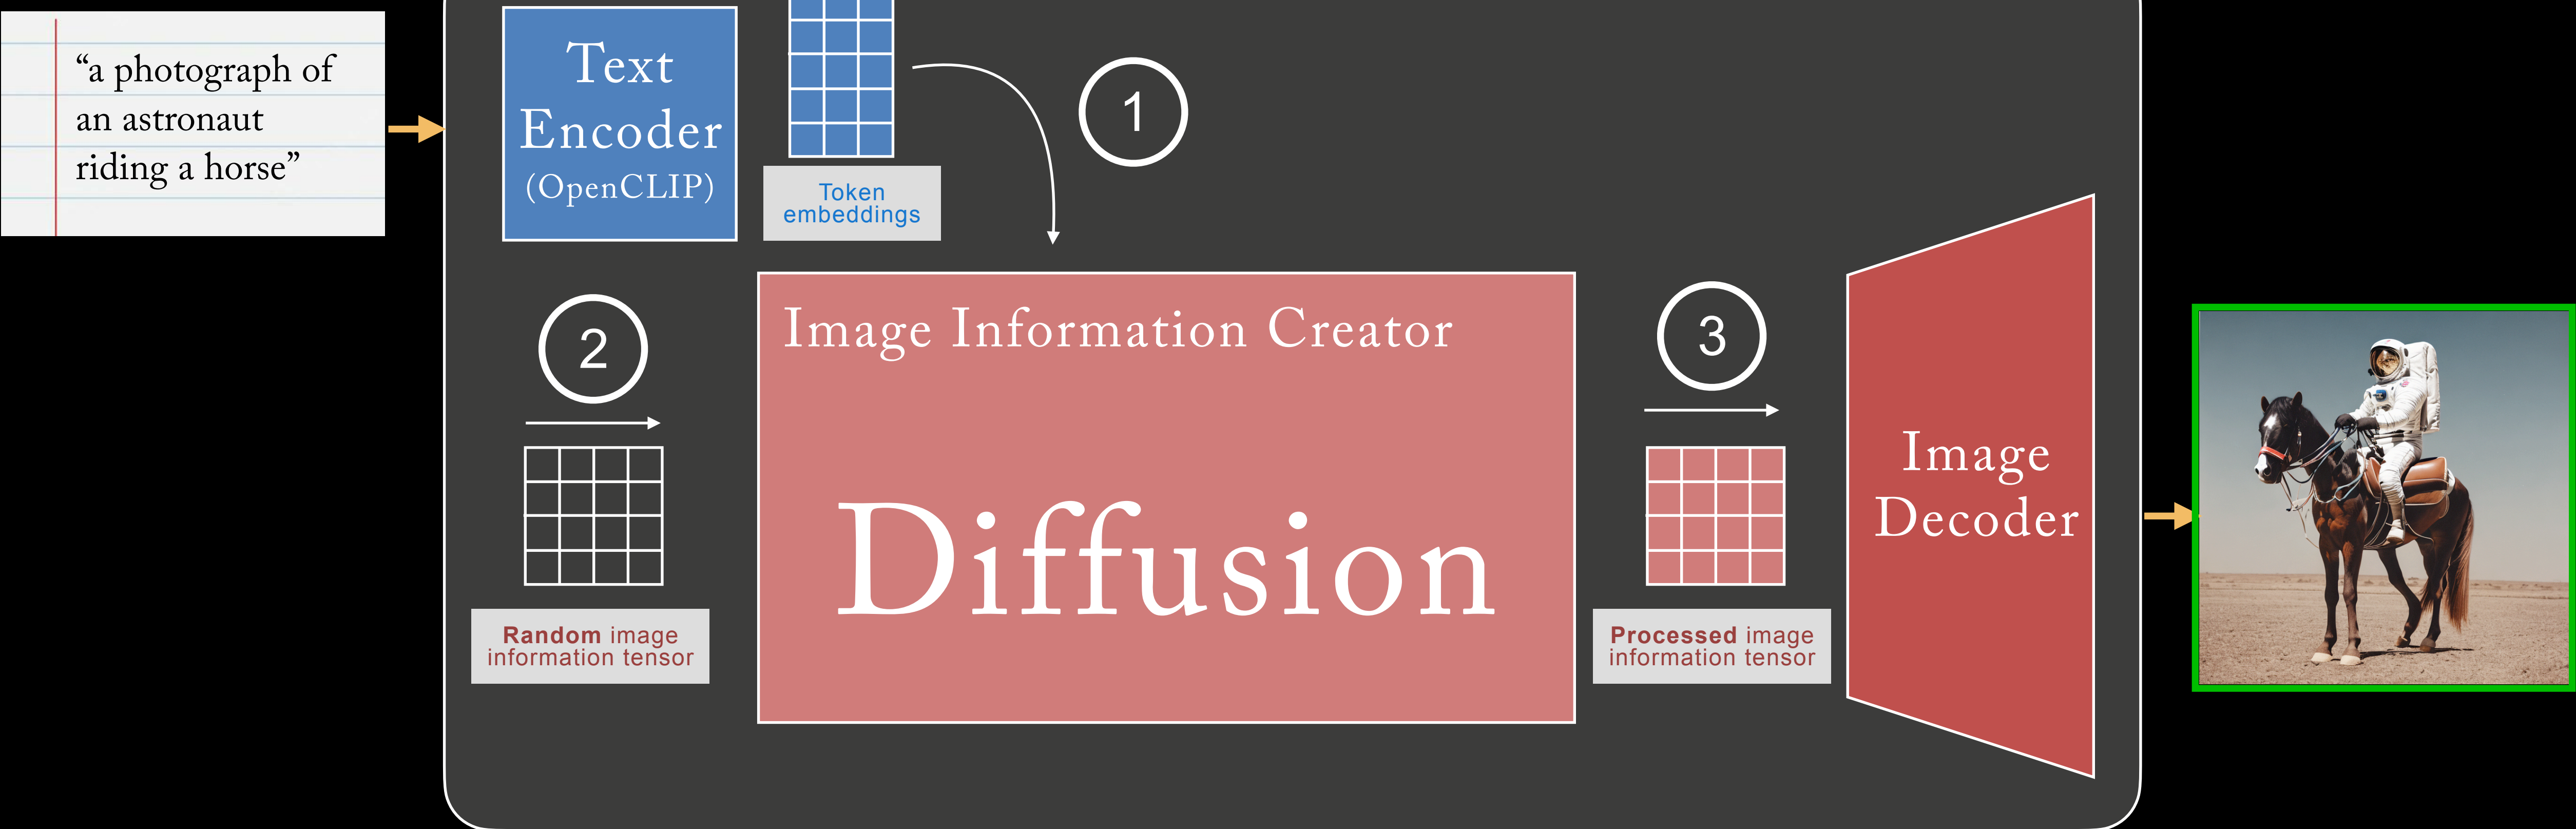 “a photograph of
an astronaut
riding a horse”
Text
Encoder
(OpenCLIP)
Token
embeddings
1
2
Image Information Creator
Diffusion
Random image
information tensor
3
Processed image
information tensor
Image
Decoder